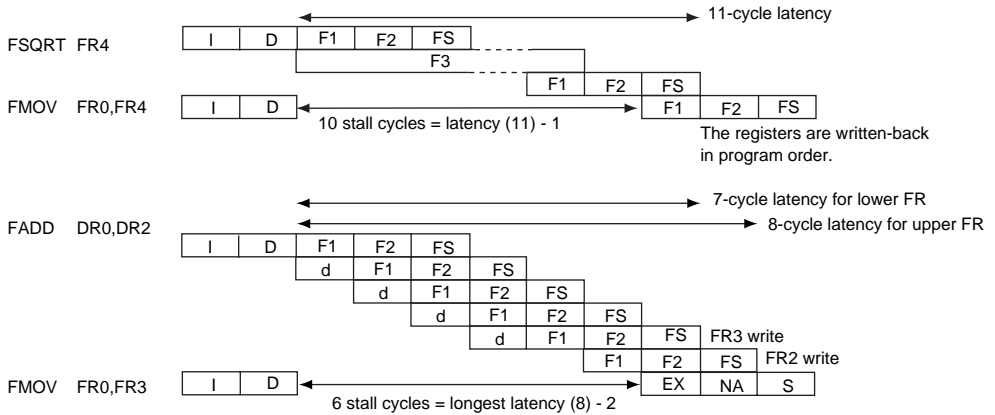 11-cycle latency
FSQRT FR4 I D F1 F2 FS
F3
F1 F2 FS
FMOV FR0,FR4 I D F1 F2 FS
10 stall cycles = latency (11) - 1
The registers are written-back
in program order.
7-cycle latency for lower FR
8-cycle latency for upper FR
FADD DR0,DR2
I D F1 F2 FS
d F1 F2 FS
d F1 F2 FS
d F1 F2 FS
d F1 F2 FS FR3 write
F1 F2 FS FR2 write
FMOV FR0,FR3 I D EX NA S
6 stall cycles = longest latency (8) - 2